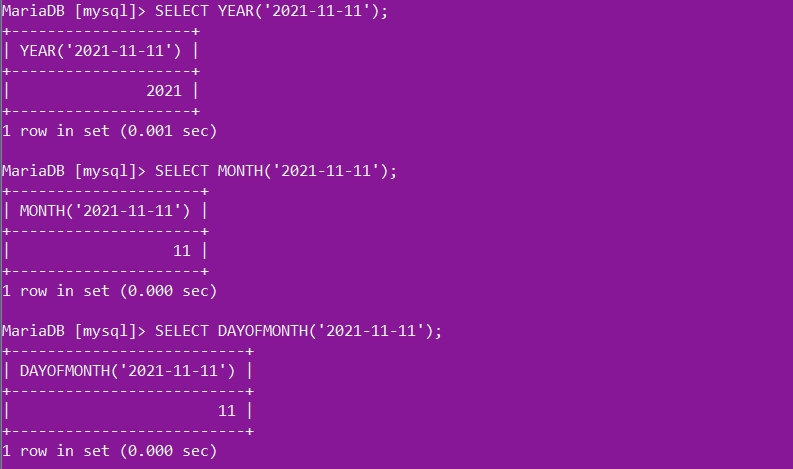 MariaDB [mysql]> SELECT YEAR('2021-11-11');
+--------------------+
| YEAR('2021-11-11') |
+--------------------+
|               2021 |
+--------------------+
1 row in set (0.001 sec)
MariaDB [mysql]> SELECT MONTH('2021-11-11');
+---------------------+
| MONTH('2021-11-11') |
+---------------------+
|                  11 |
+---------------------+
1 row in set (0.000 sec)
MariaDB [mysql]> SELECT DAYOFMONTH('2021-11-11');
+--------------------------+
| DAYOFMONTH('2021-11-11') |
+--------------------------+
|                       11 |
+--------------------------+
1 row in set (0.000 sec)